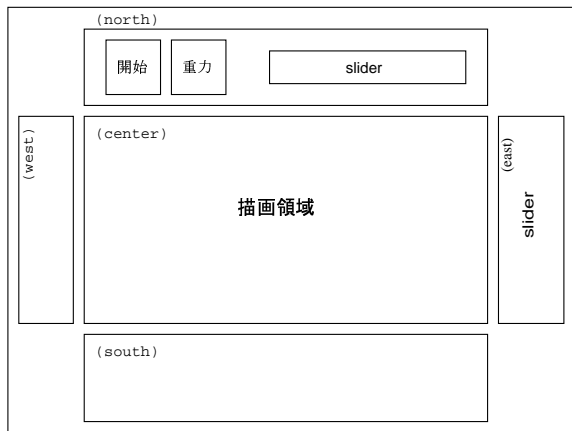 (north)
開始 重力 slider
(west)
(center)
描画領域
(east)
slider
(south)